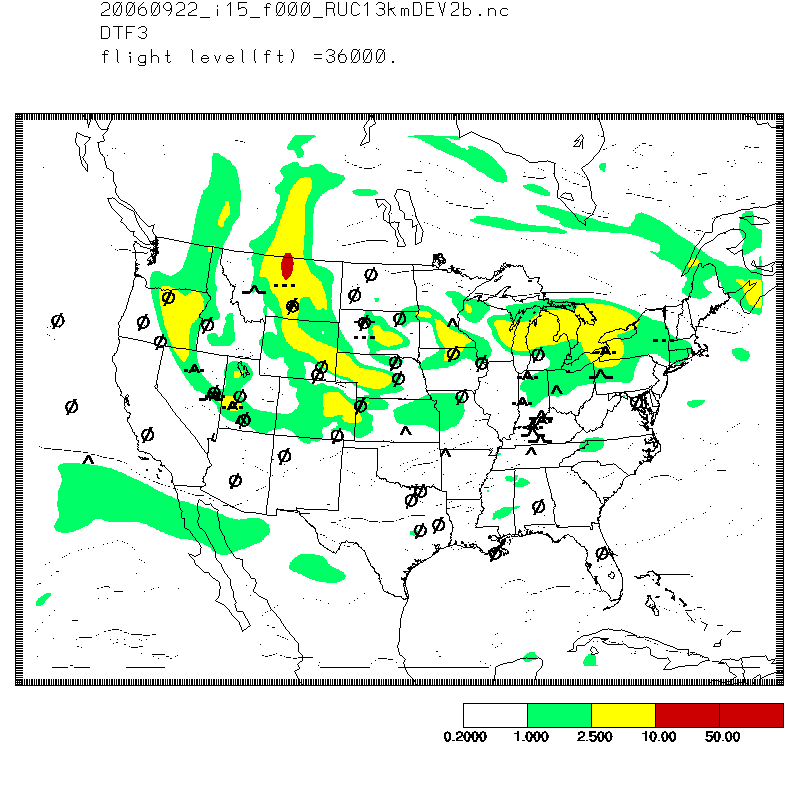 20060922_i15_f000_RUC13kmDEV2b.nc
DTF3
flight level(ft) =36000.
0.2000 1.000 2.500 10.00 50.00